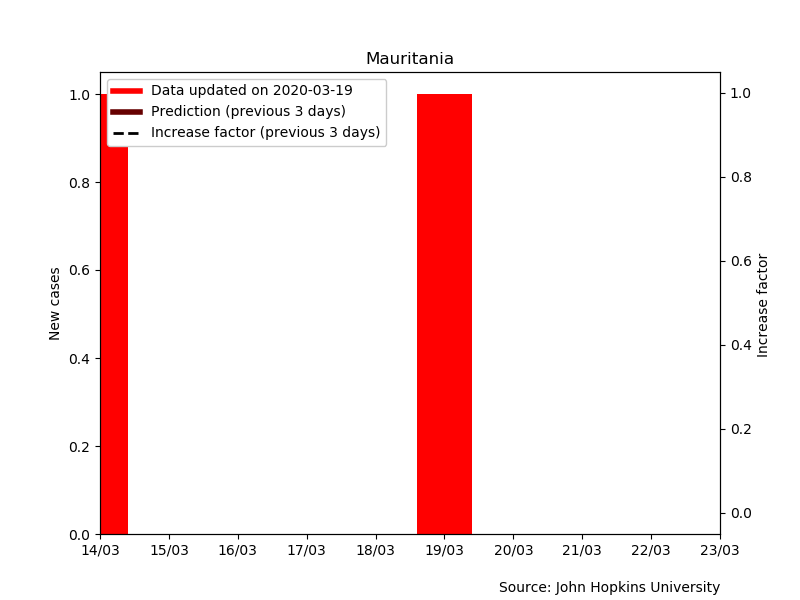 Mauritania
Data updated on 2020-03-19
Prediction (previous 3 days)
Increase factor (previous 3 days)
New cases
1.0
0.8
0.6
0.4
0.2
0.0
1.0
0.8
0.6
0.4
0.2
0.0
Increase factor
14/03 15/03 16/03 17/03 18/03 19/03 20/03 21/03 22/03 23/03
Source: John Hopkins University